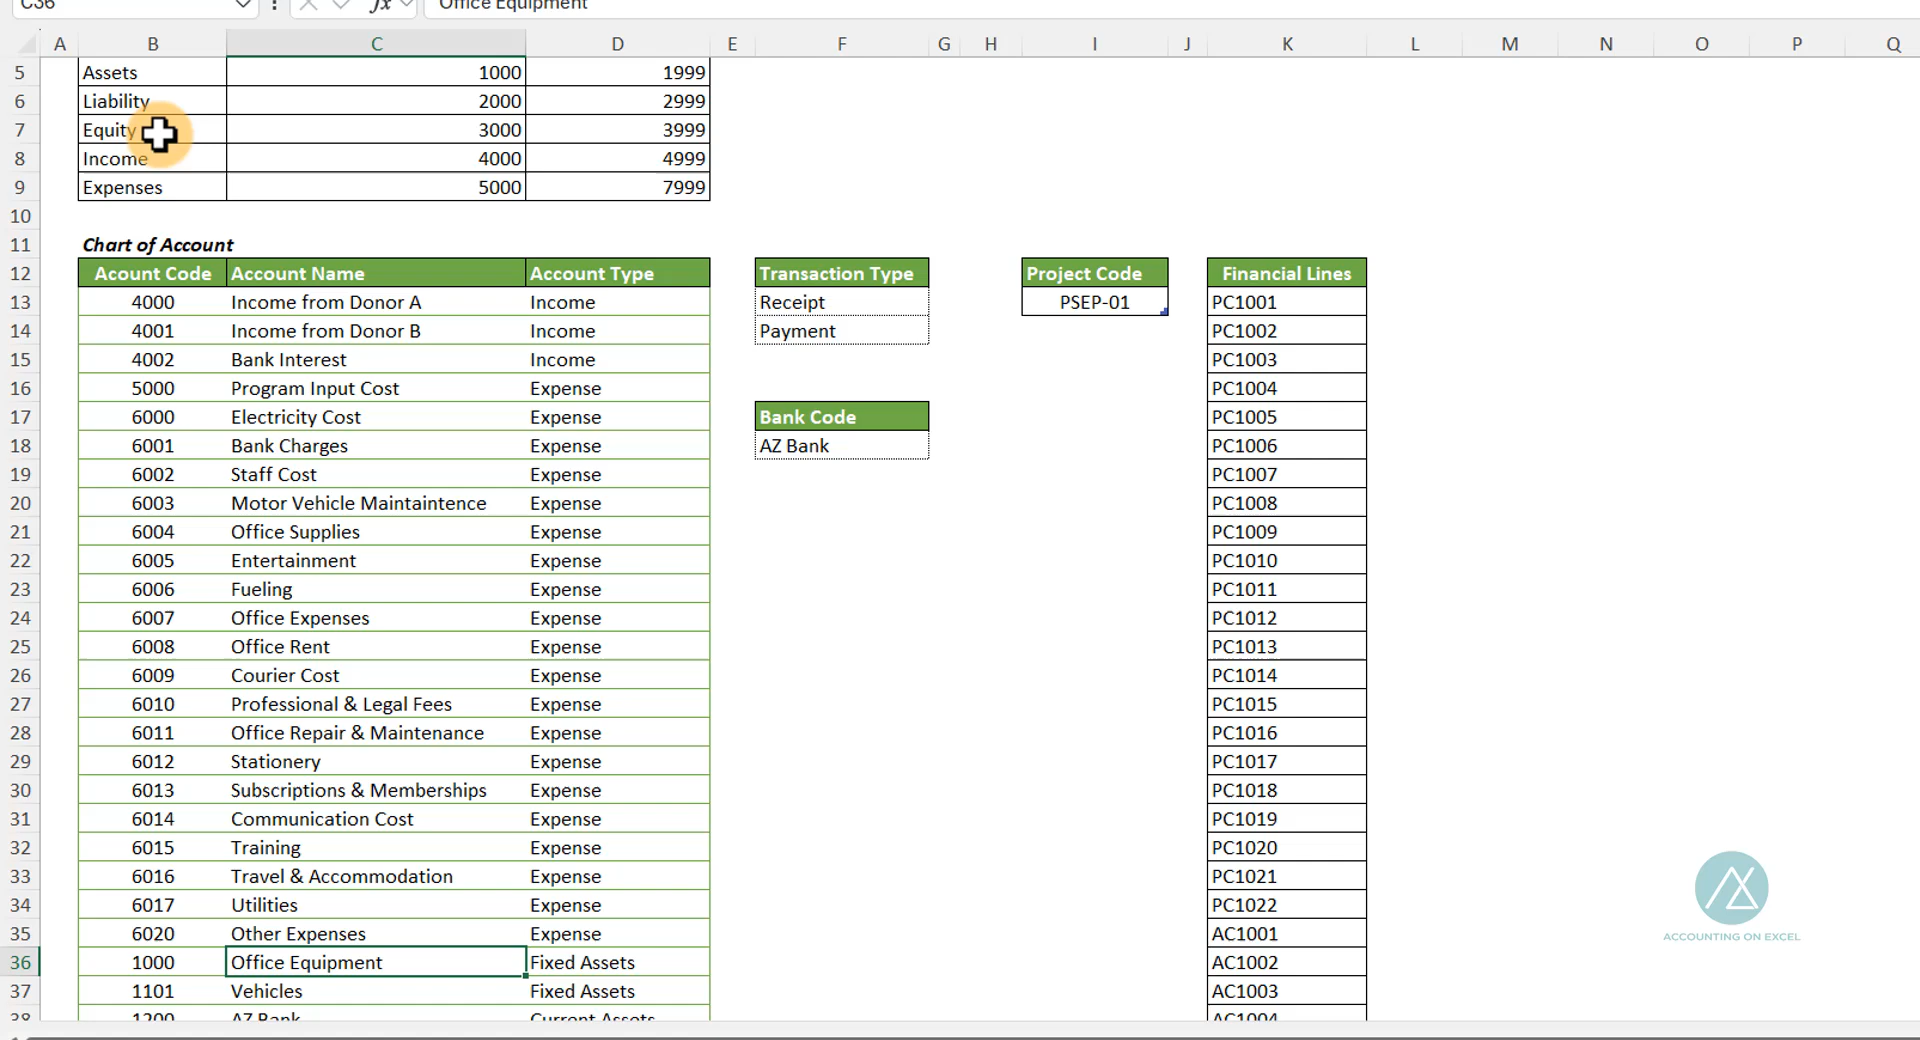 C36 fx Office Equipment
A B C D E F G H I J K L M N O P Q
5 Assets 1000 1999
6 Liability 2000 2999
7 Equity 3000 3999
8 Income 4000 4999
9 Expenses 5000 7999
10
11 Chart of Account
12 Acount Code Account Name Account Type Transaction Type Project Code Financial Lines
13 4000 Income from Donor A Income Receipt PSEP-01 PC1001
14 4001 Income from Donor B Income Payment PC1002
15 4002 Bank Interest Income PC1003
16 5000 Program Input Cost Expense PC1004
17 6000 Electricity Cost Expense Bank Code PC1005
18 6001 Bank Charges Expense AZ Bank PC1006
19 6002 Staff Cost Expense PC1007
20 6003 Motor Vehicle Maintaintence Expense PC1008
21 6004 Office Supplies Expense PC1009
22 6005 Entertainment Expense PC1010
23 6006 Fueling Expense PC1011
24 6007 Office Expenses Expense PC1012
25 6008 Office Rent Expense PC1013
26 6009 Courier Cost Expense PC1014
27 6010 Professional & Legal Fees Expense PC1015
28 6011 Office Repair & Maintenance Expense PC1016
29 6012 Stationery Expense PC1017
30 6013 Subscriptions & Memberships Expense PC1018
31 6014 Communication Cost Expense PC1019
32 6015 Training Expense PC1020
33 6016 Travel & Accommodation Expense PC1021
34 6017 Utilities Expense PC1022
35 6020 Other Expenses Expense AC1001
36 1000 Office Equipment Fixed Assets AC1002
37 1101 Vehicles Fixed Assets AC1003
38 1200 AZ Bank Current Assets AC1004
ACCOUNTING ON EXCEL